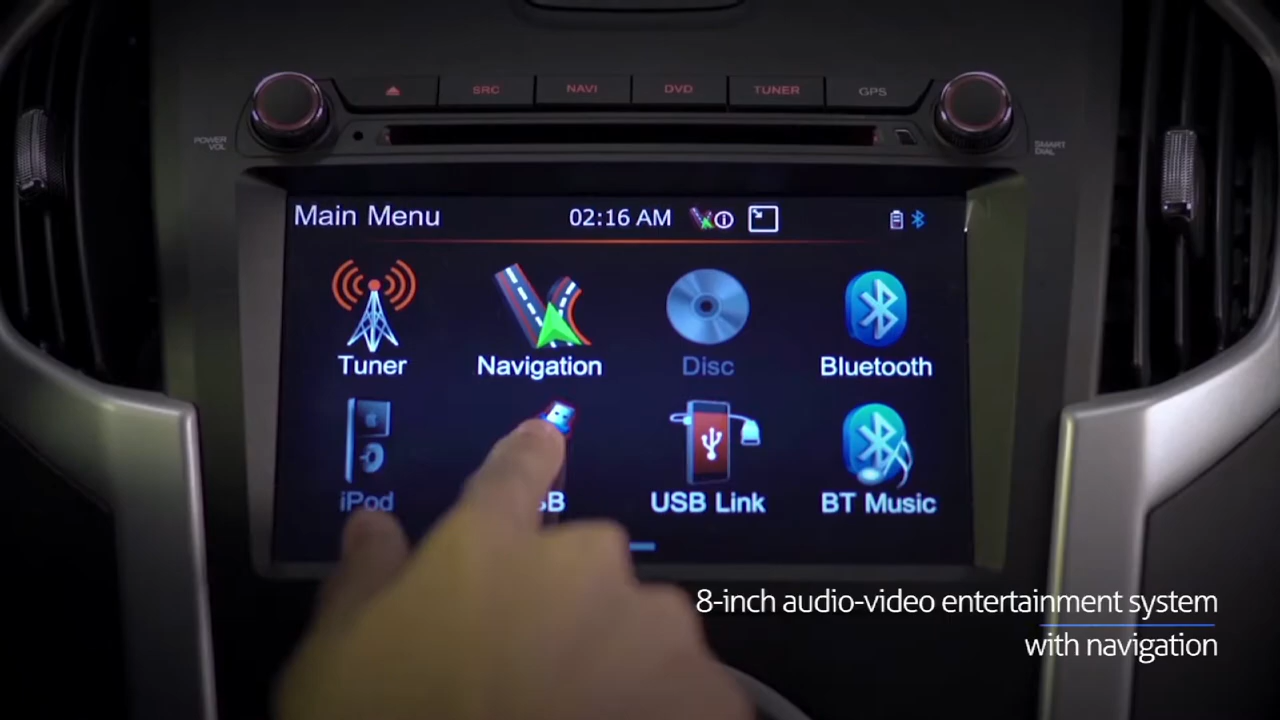 SRC NAVI DVD TUNER GPS
POWER
VOL
SMART
DIAL
Main Menu 02:16 AM
Tuner Navigation Disc Bluetooth
iPod USB Link BT Music
8-inch audio-video entertainment system
with navigation